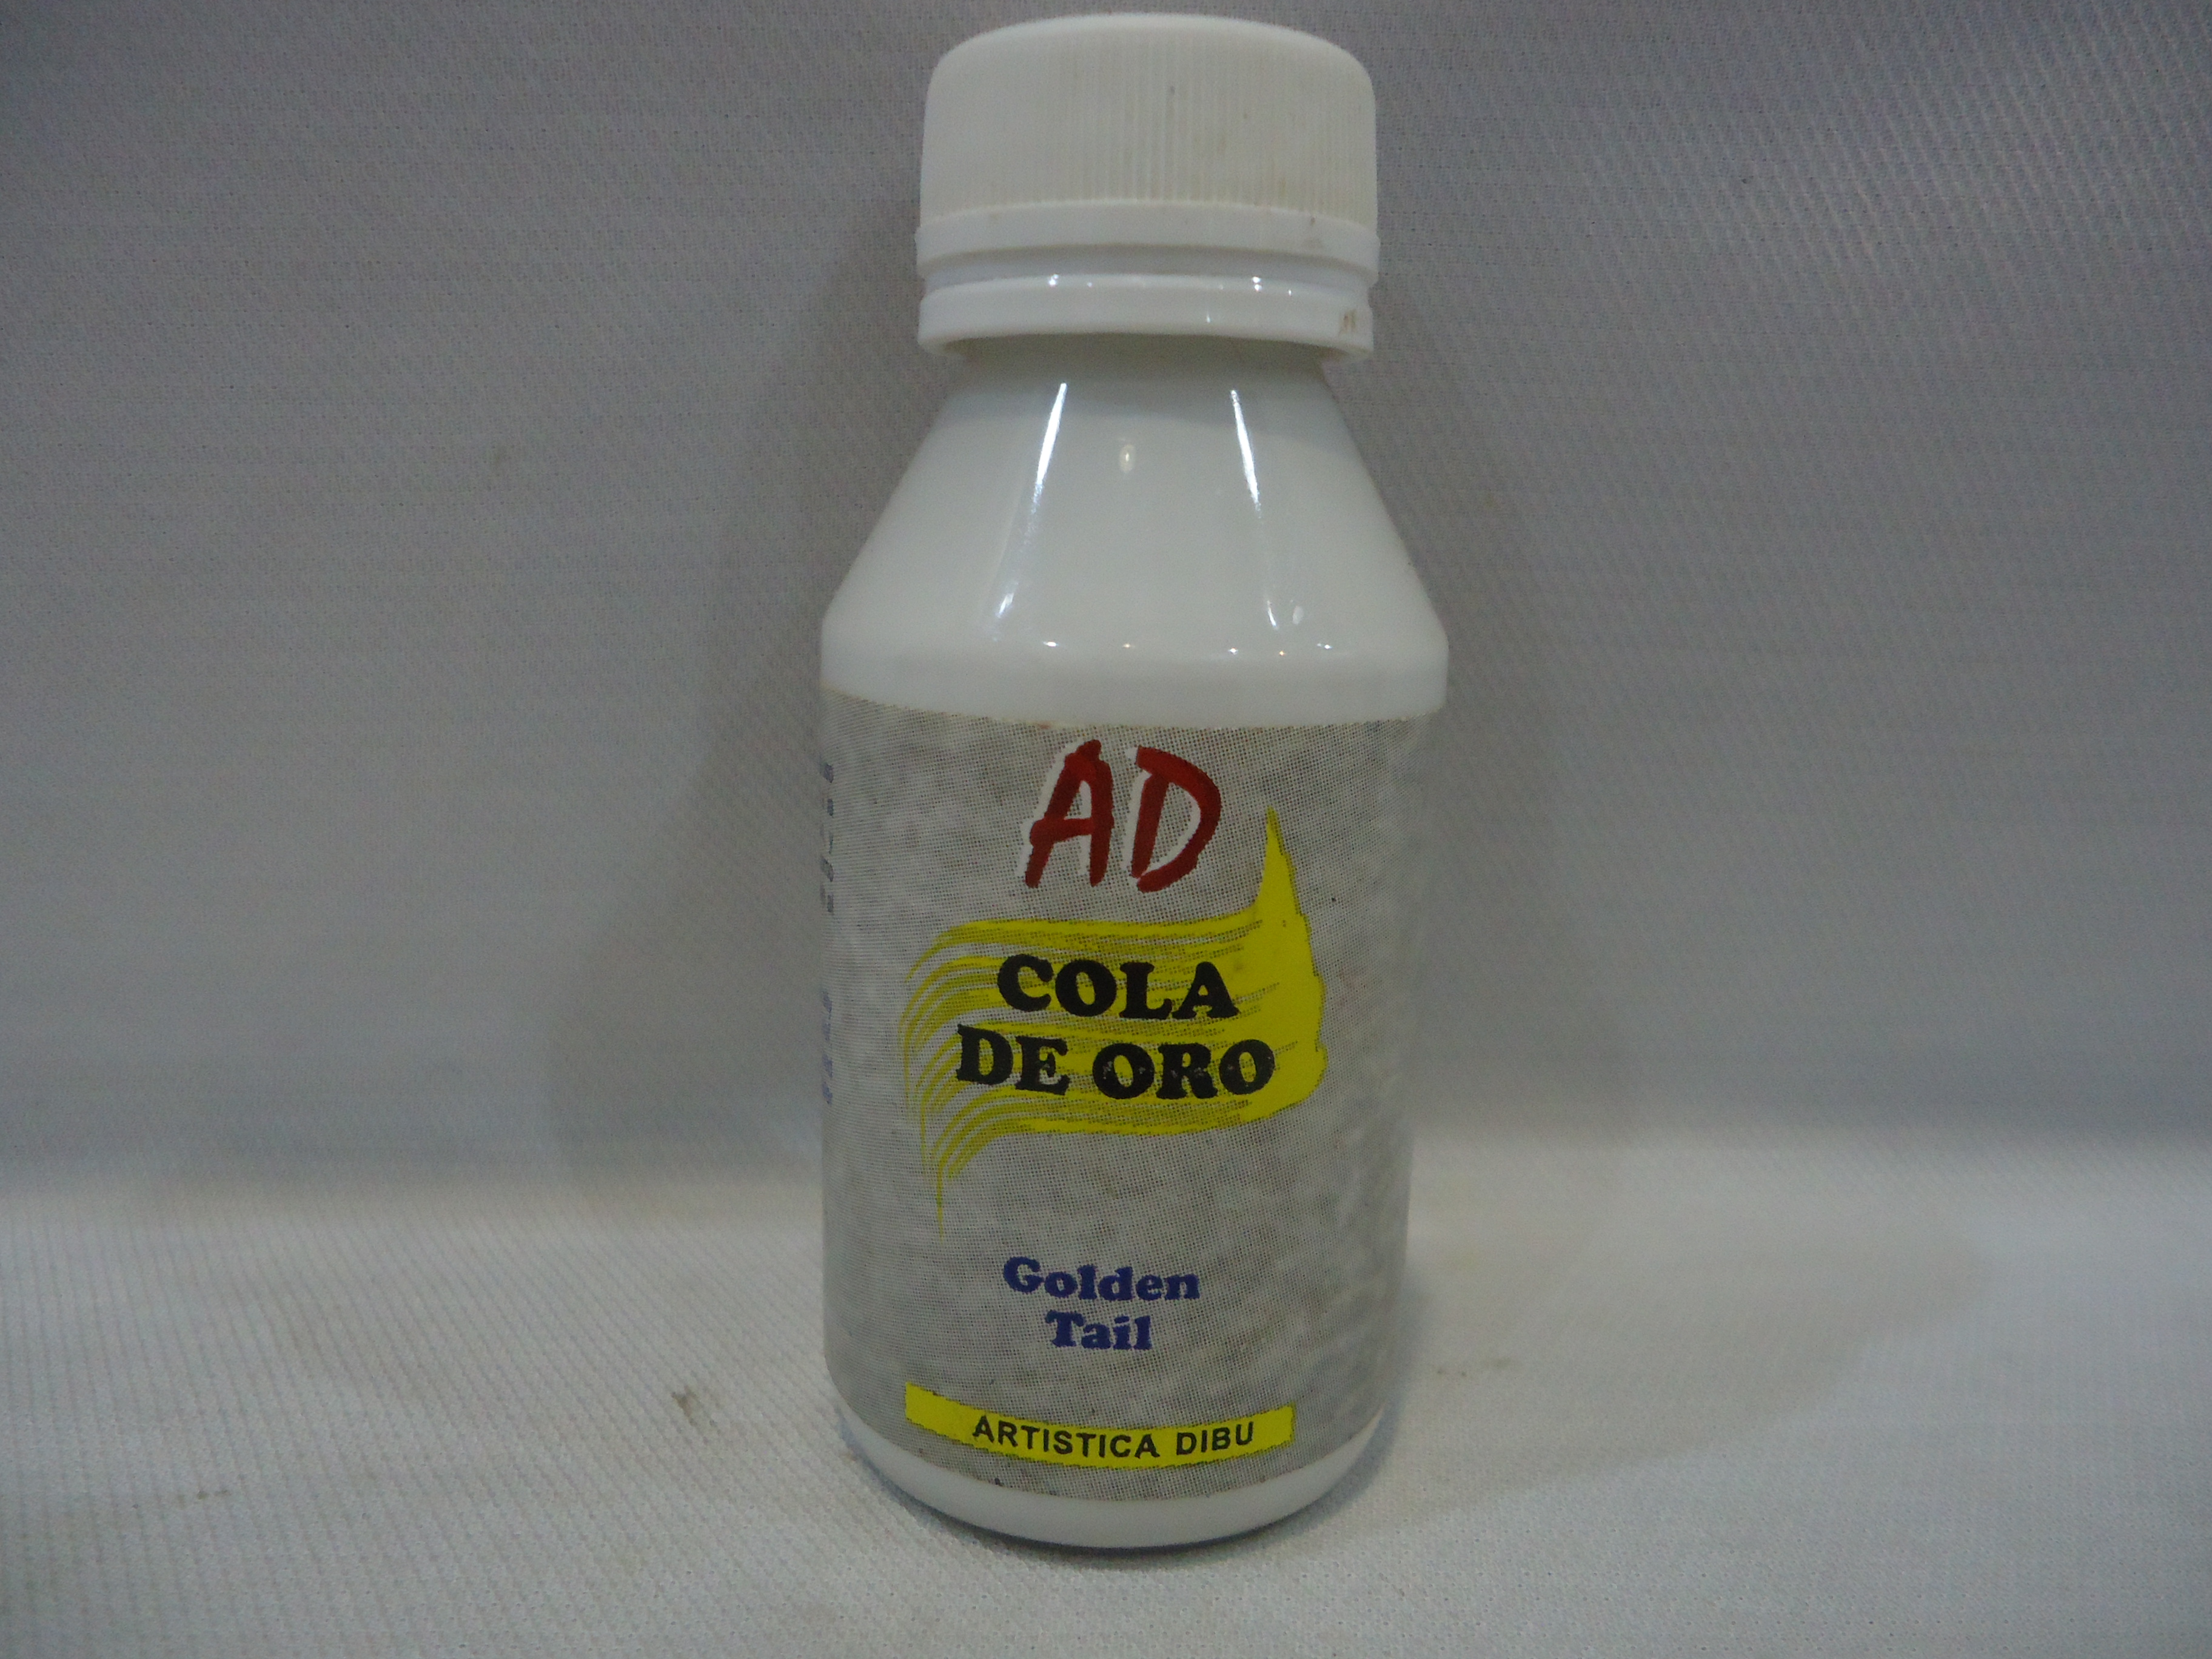 AD
COLA
DE ORO
Golden
Tail
ARTISTICA DIBU